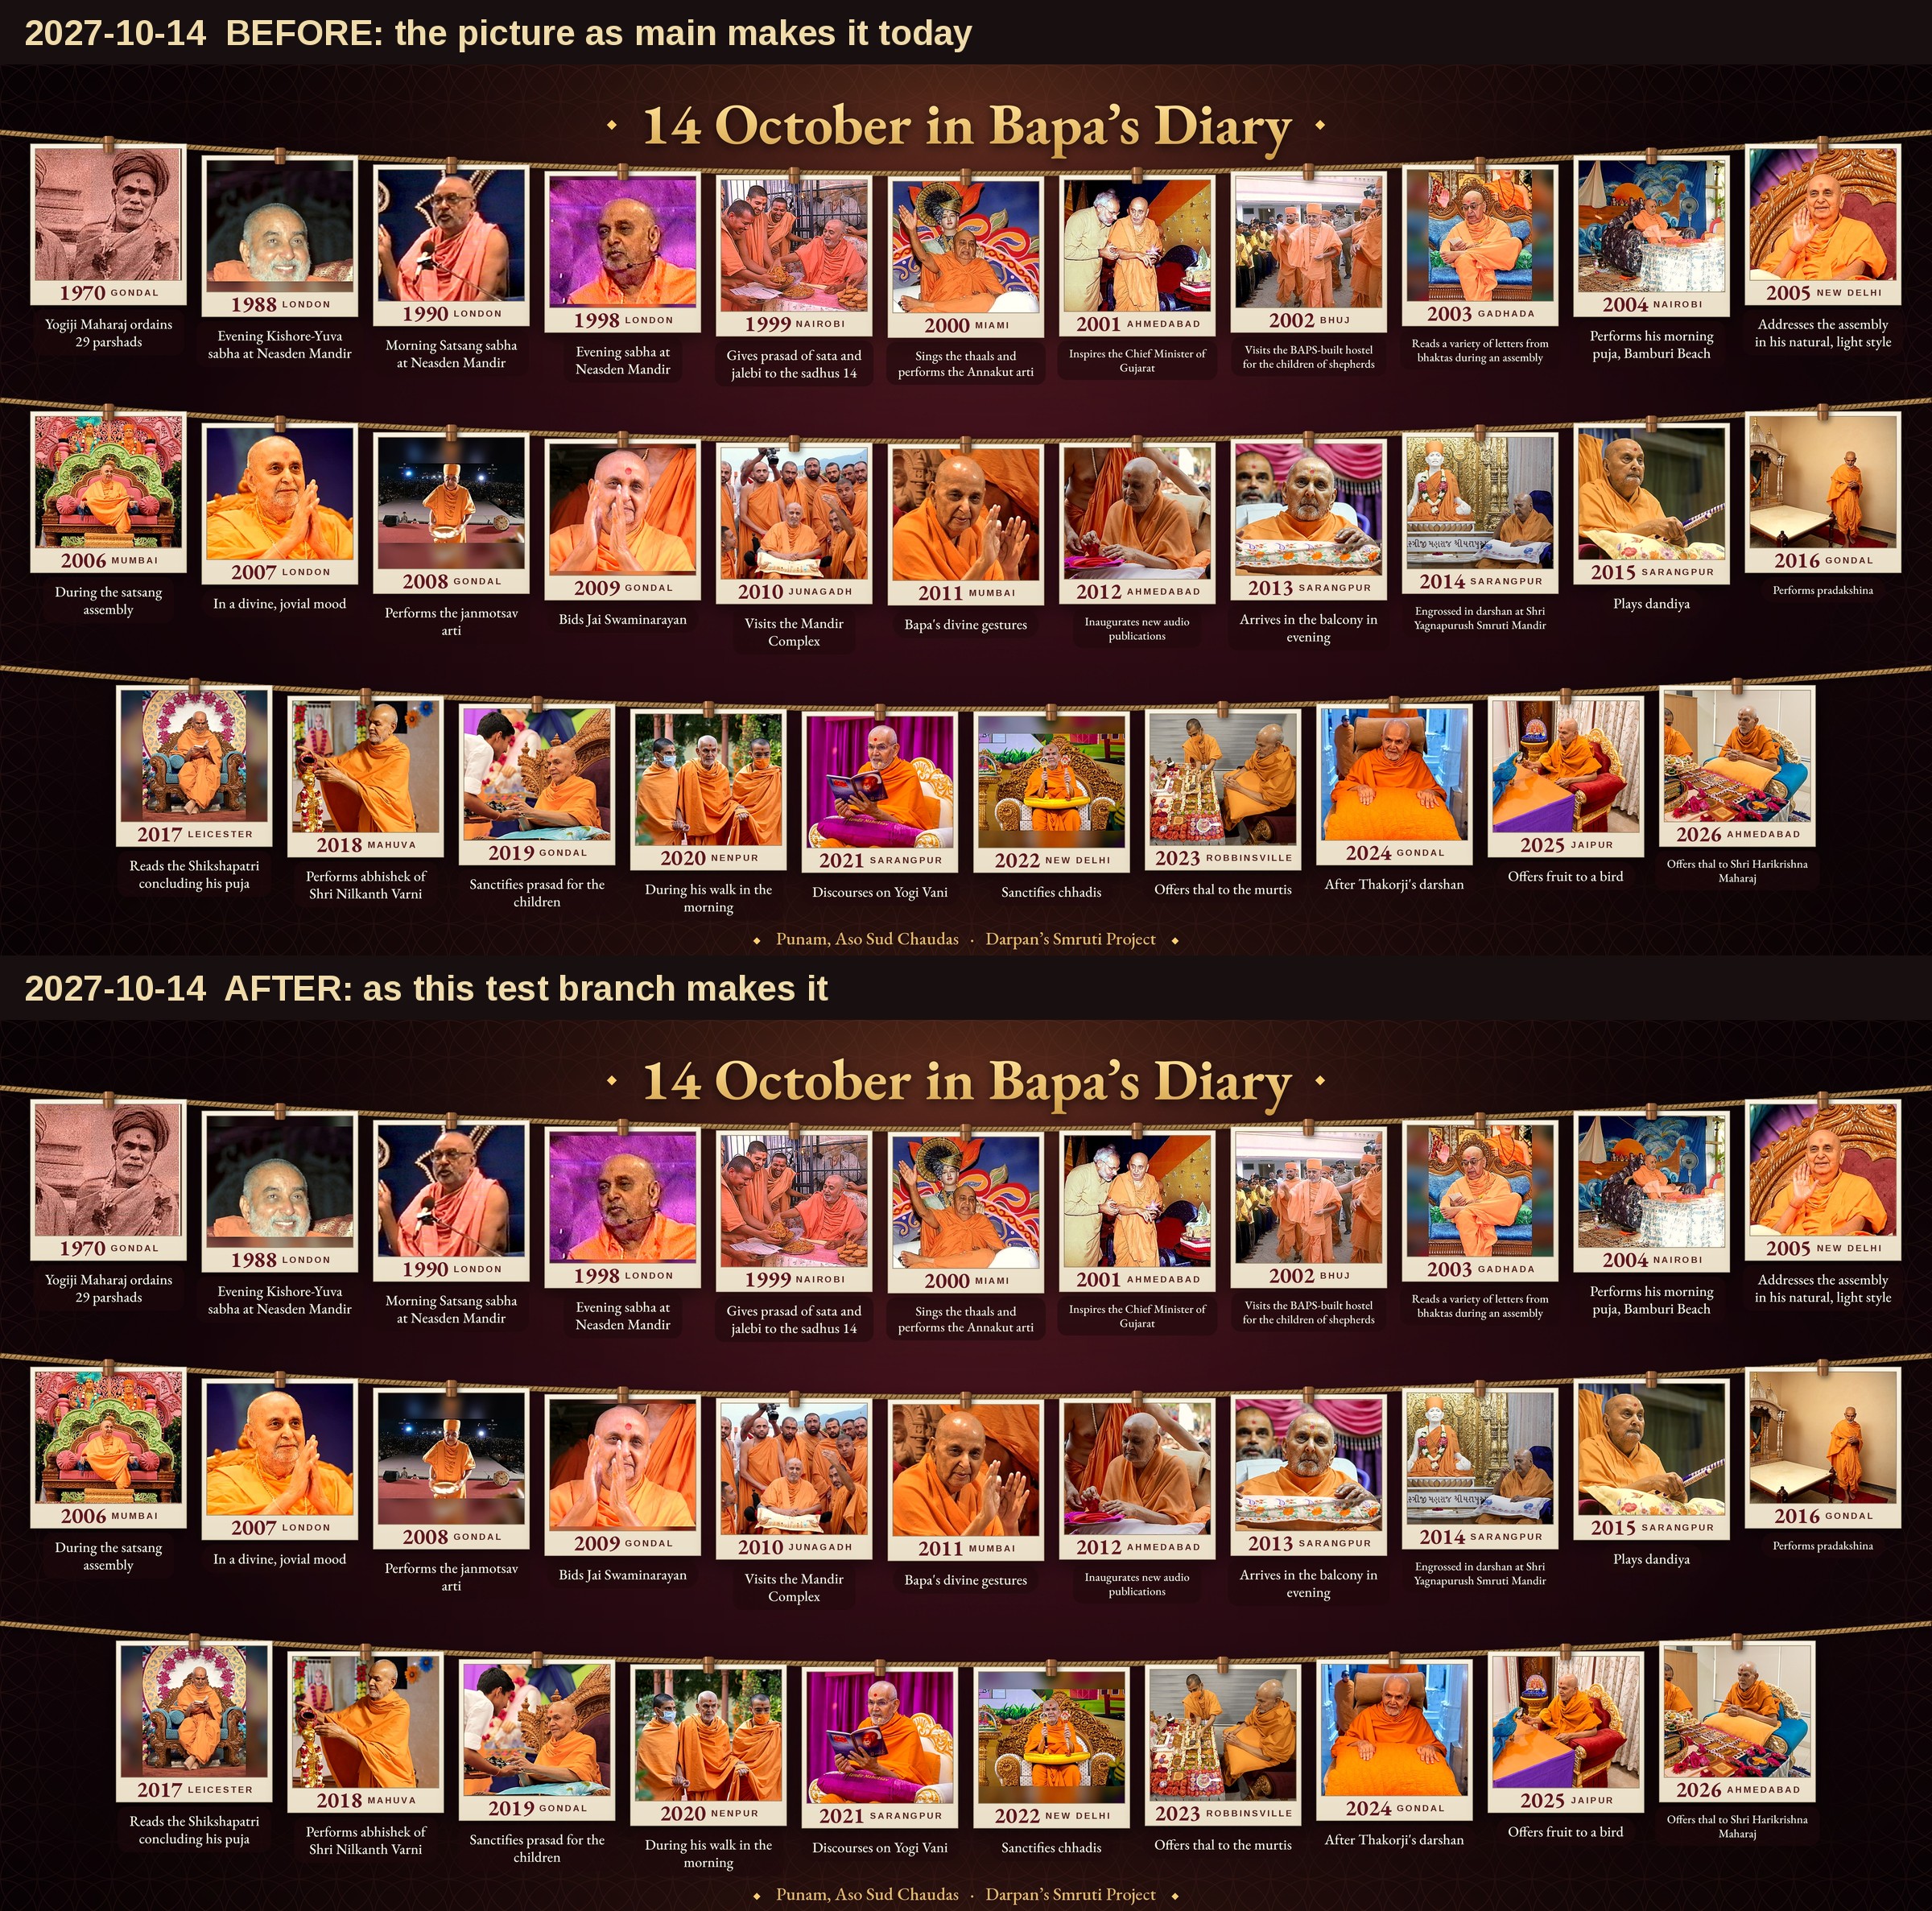 2027-10-14 BEFORE: the picture as main makes it today
14 October in Bapa’s Diary
1970 GONDAL
Yogiji Maharaj ordains
29 parshads
1988 LONDON
Evening Kishore-Yuva
sabha at Neasden Mandir
1990 LONDON
Morning Satsang sabha
at Neasden Mandir
1998 LONDON
Evening sabha at
Neasden Mandir
1999 NAIROBI
Gives prasad of sata and
jalebi to the sadhus 14
2000 MIAMI
Sings the thaals and
performs the Annakut arti
2001 AHMEDABAD
Inspires the Chief Minister of
Gujarat
2002 BHUJ
Visits the BAPS-built hostel
for the children of shepherds
2003 GADHADA
Reads a variety of letters from
bhaktas during an assembly
2004 NAIROBI
Performs his morning
puja, Bamburi Beach
2005 NEW DELHI
Addresses the assembly
in his natural, light style
2006 MUMBAI
During the satsang
assembly
2007 LONDON
In a divine, jovial mood
2008 GONDAL
Performs the janmotsav
arti
2009 GONDAL
Bids Jai Swaminarayan
2010 JUNAGADH
Visits the Mandir
Complex
2011 MUMBAI
Bapa's divine gestures
2012 AHMEDABAD
Inaugurates new audio
publications
2013 SARANGPUR
Arrives in the balcony in
evening
2014 SARANGPUR
Engrossed in darshan at Shri
Yagnapurush Smruti Mandir
2015 SARANGPUR
Plays dandiya
2016 GONDAL
Performs pradakshina
2017 LEICESTER
Reads the Shikshapatri
concluding his puja
2018 MAHUVA
Performs abhishek of
Shri Nilkanth Varni
2019 GONDAL
Sanctifies prasad for the
children
2020 NENPUR
During his walk in the
morning
2021 SARANGPUR
Discourses on Yogi Vani
2022 NEW DELHI
Sanctifies chhadis
2023 ROBBINSVILLE
Offers thal to the murtis
2024 GONDAL
After Thakorji's darshan
2025 JAIPUR
Offers fruit to a bird
2026 AHMEDABAD
Offers thal to Shri Harikrishna
Maharaj
Punam, Aso Sud Chaudas · Darpan’s Smruti Project
2027-10-14 AFTER: as this test branch makes it
14 October in Bapa’s Diary
1970 GONDAL
Yogiji Maharaj ordains
29 parshads
1988 LONDON
Evening Kishore-Yuva
sabha at Neasden Mandir
1990 LONDON
Morning Satsang sabha
at Neasden Mandir
1998 LONDON
Evening sabha at
Neasden Mandir
1999 NAIROBI
Gives prasad of sata and
jalebi to the sadhus 14
2000 MIAMI
Sings the thaals and
performs the Annakut arti
2001 AHMEDABAD
Inspires the Chief Minister of
Gujarat
2002 BHUJ
Visits the BAPS-built hostel
for the children of shepherds
2003 GADHADA
Reads a variety of letters from
bhaktas during an assembly
2004 NAIROBI
Performs his morning
puja, Bamburi Beach
2005 NEW DELHI
Addresses the assembly
in his natural, light style
2006 MUMBAI
During the satsang
assembly
2007 LONDON
In a divine, jovial mood
2008 GONDAL
Performs the janmotsav
arti
2009 GONDAL
Bids Jai Swaminarayan
2010 JUNAGADH
Visits the Mandir
Complex
2011 MUMBAI
Bapa's divine gestures
2012 AHMEDABAD
Inaugurates new audio
publications
2013 SARANGPUR
Arrives in the balcony in
evening
2014 SARANGPUR
Engrossed in darshan at Shri
Yagnapurush Smruti Mandir
2015 SARANGPUR
Plays dandiya
2016 GONDAL
Performs pradakshina
2017 LEICESTER
Reads the Shikshapatri
concluding his puja
2018 MAHUVA
Performs abhishek of
Shri Nilkanth Varni
2019 GONDAL
Sanctifies prasad for the
children
2020 NENPUR
During his walk in the
morning
2021 SARANGPUR
Discourses on Yogi Vani
2022 NEW DELHI
Sanctifies chhadis
2023 ROBBINSVILLE
Offers thal to the murtis
2024 GONDAL
After Thakorji's darshan
2025 JAIPUR
Offers fruit to a bird
2026 AHMEDABAD
Offers thal to Shri Harikrishna
Maharaj
Punam, Aso Sud Chaudas · Darpan’s Smruti Project